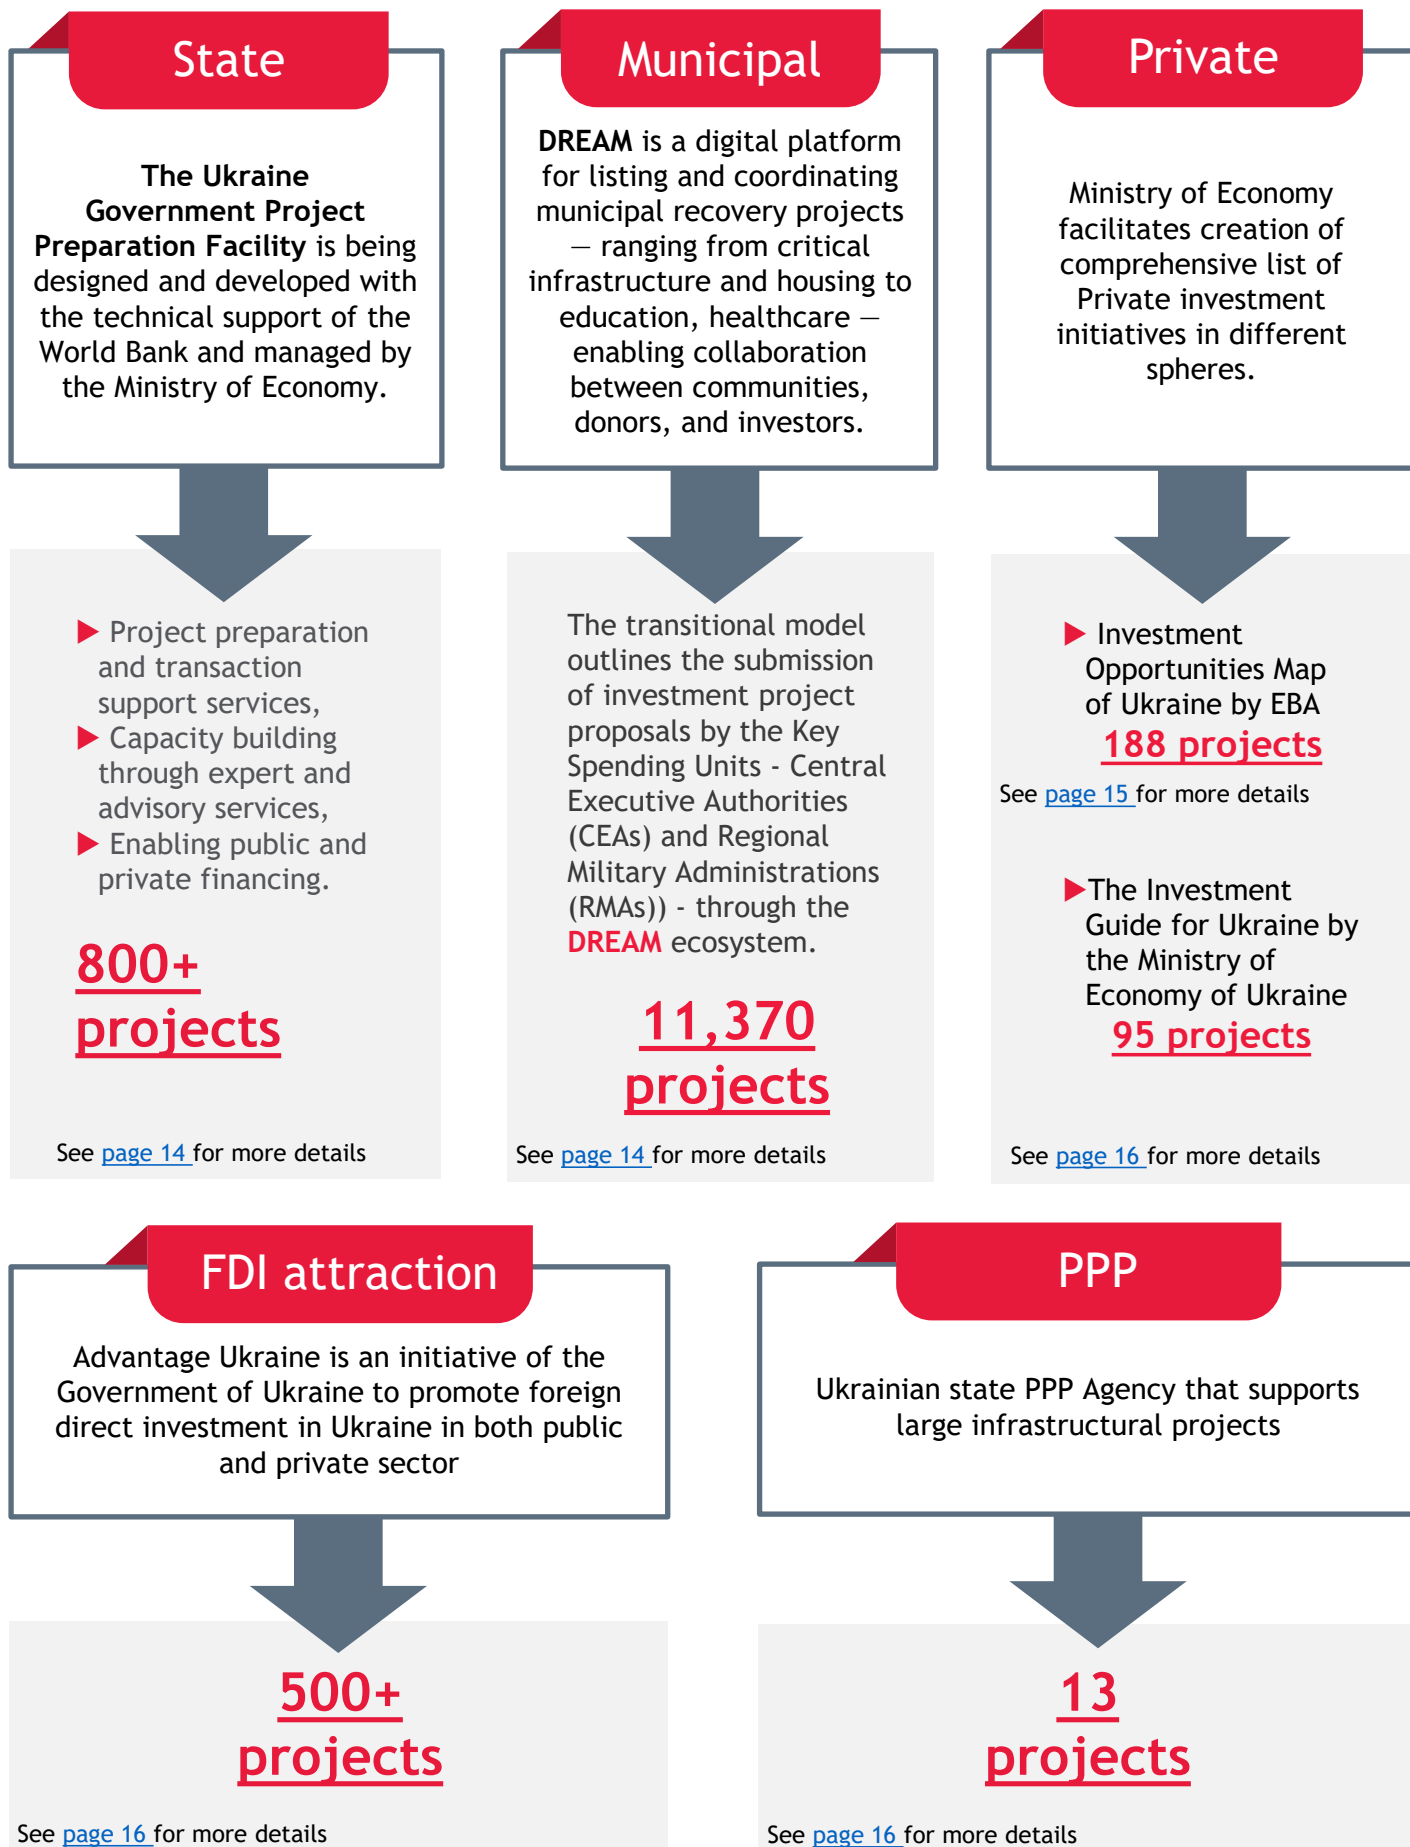 State
The Ukraine
Government Project
Preparation Facility is being
designed and developed with
the technical support of the
World Bank and managed by
the Ministry of Economy.
▶ Project preparation
and transaction
support services,
▶ Capacity building
through expert and
advisory services,
▶ Enabling public and
private financing.
800+
projects
See page 14 for more details
Municipal
DREAM is a digital platform
for listing and coordinating
municipal recovery projects
— ranging from critical
infrastructure and housing to
education, healthcare —
enabling collaboration
between communities,
donors, and investors.
The transitional model
outlines the submission
of investment project
proposals by the Key
Spending Units - Central
Executive Authorities
(CEAs) and Regional
Military Administrations
(RMAs)) - through the
DREAM ecosystem.
11,370
projects
See page 14 for more details
Private
Ministry of Economy
facilitates creation of
comprehensive list of
Private investment
initiatives in different
spheres.
▶ Investment
Opportunities Map
of Ukraine by EBA
188 projects
See page 15 for more details
▶The Investment
Guide for Ukraine by
the Ministry of
Economy of Ukraine
95 projects
See page 16 for more details
FDI attraction
Advantage Ukraine is an initiative of the
Government of Ukraine to promote foreign
direct investment in Ukraine in both public
and private sector
500+
projects
See page 16 for more details
PPP
Ukrainian state PPP Agency that supports
large infrastructural projects
13
projects
See page 16 for more details